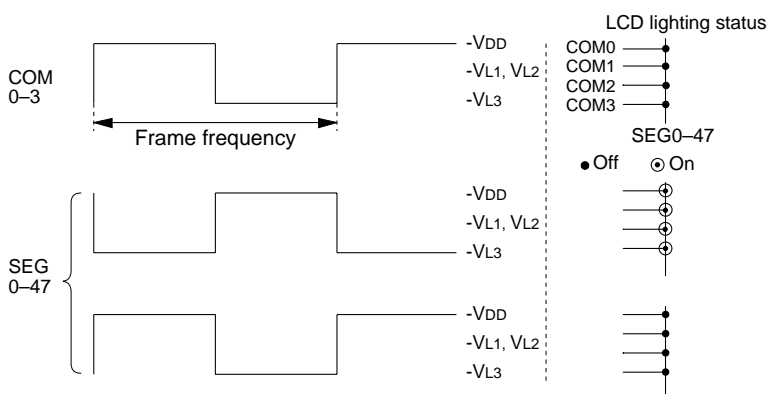 LCD lighting status
COM
0–3
-VDD
-VL1, VL2
-VL3
Frame frequency
COM0
COM1
COM2
COM3
SEG0–47
Off
On
SEG
0–47
-VDD
-VL1, VL2
-VL3
-VDD
-VL1, VL2
-VL3